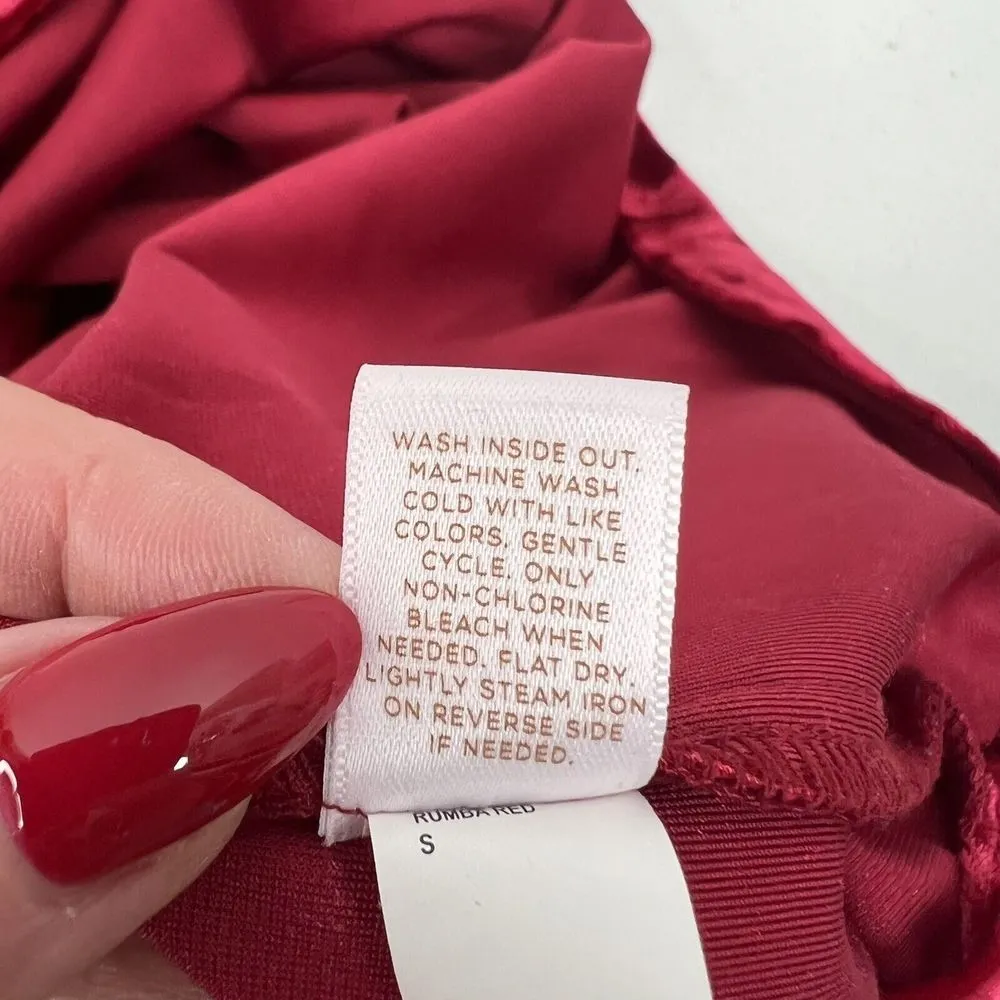 WASH INSIDE OUT.
MACHINE WASH
COLD WITH LIKE
COLORS. GENTLE
CYCLE. ONLY
NON-CHLORINE
BLEACH WHEN
NEEDED. FLAT DRY.
LIGHTLY STEAM IRON
ON REVERSE SIDE
IF NEEDED.
RUMBA RED
S